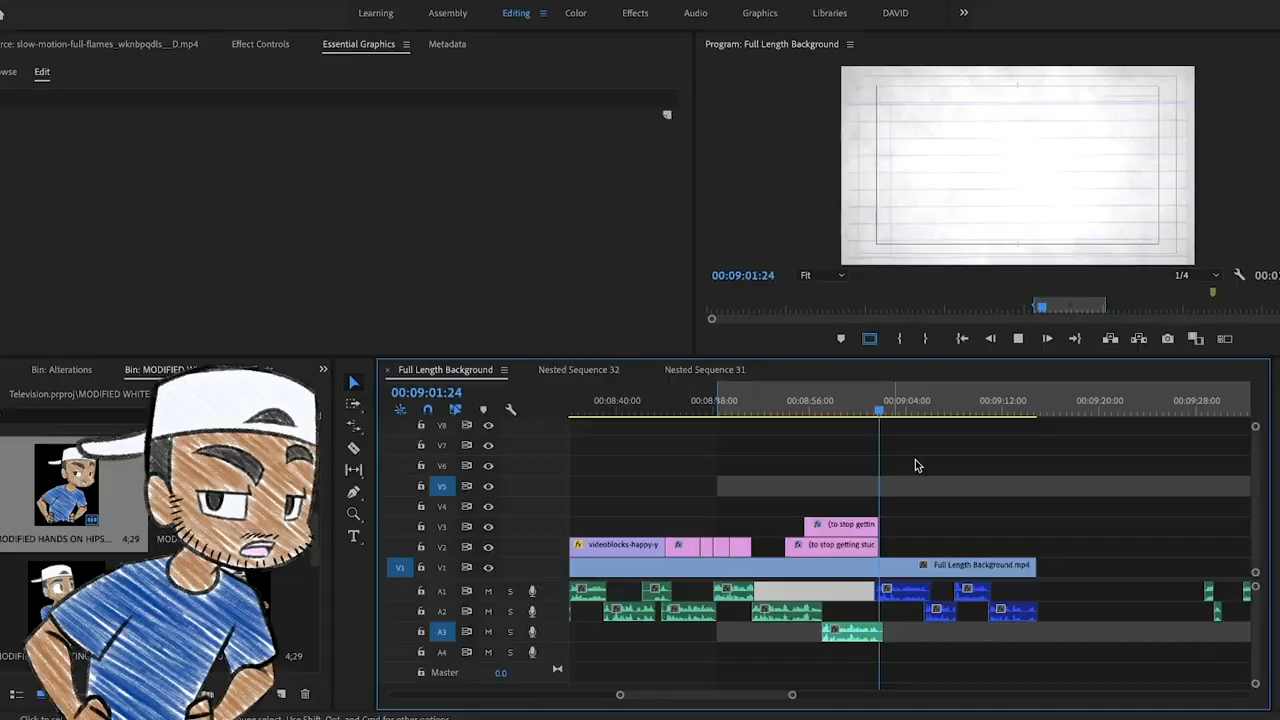 Learning Assembly Editing Color Effects Audio Graphics Libraries DAVID
rce: slow-motion-full-flames_wknbpqdls__D.mp4 Effect Controls Essential Graphics Metadata
Program: Full Length Background
wse Edit
00:09:01:24 Fit 1/4 00:0
Bin: Alterations Bin: MODIFIED WHITE
Full Length Background Nested Sequence 32 Nested Sequence 31
Television.prproj\MODIFIED WHITE
00:09:01:24
00:08:40:00 00:08:48:00 00:08:56:00 00:09:04:00 00:09:12:00 00:09:20:00 00:09:28:00
V8
V7
V6
V5
V4
V3 (to stop gettin
V2 videoblocks-happy-y (to stop getting stuc
V1 V1 Full Length Background.mp4
A1 M S
A2 M S
A3 M S
A4 M S
Master 0.0
MODIFIED HANDS ON HIPS... 4;29 MO
4;29